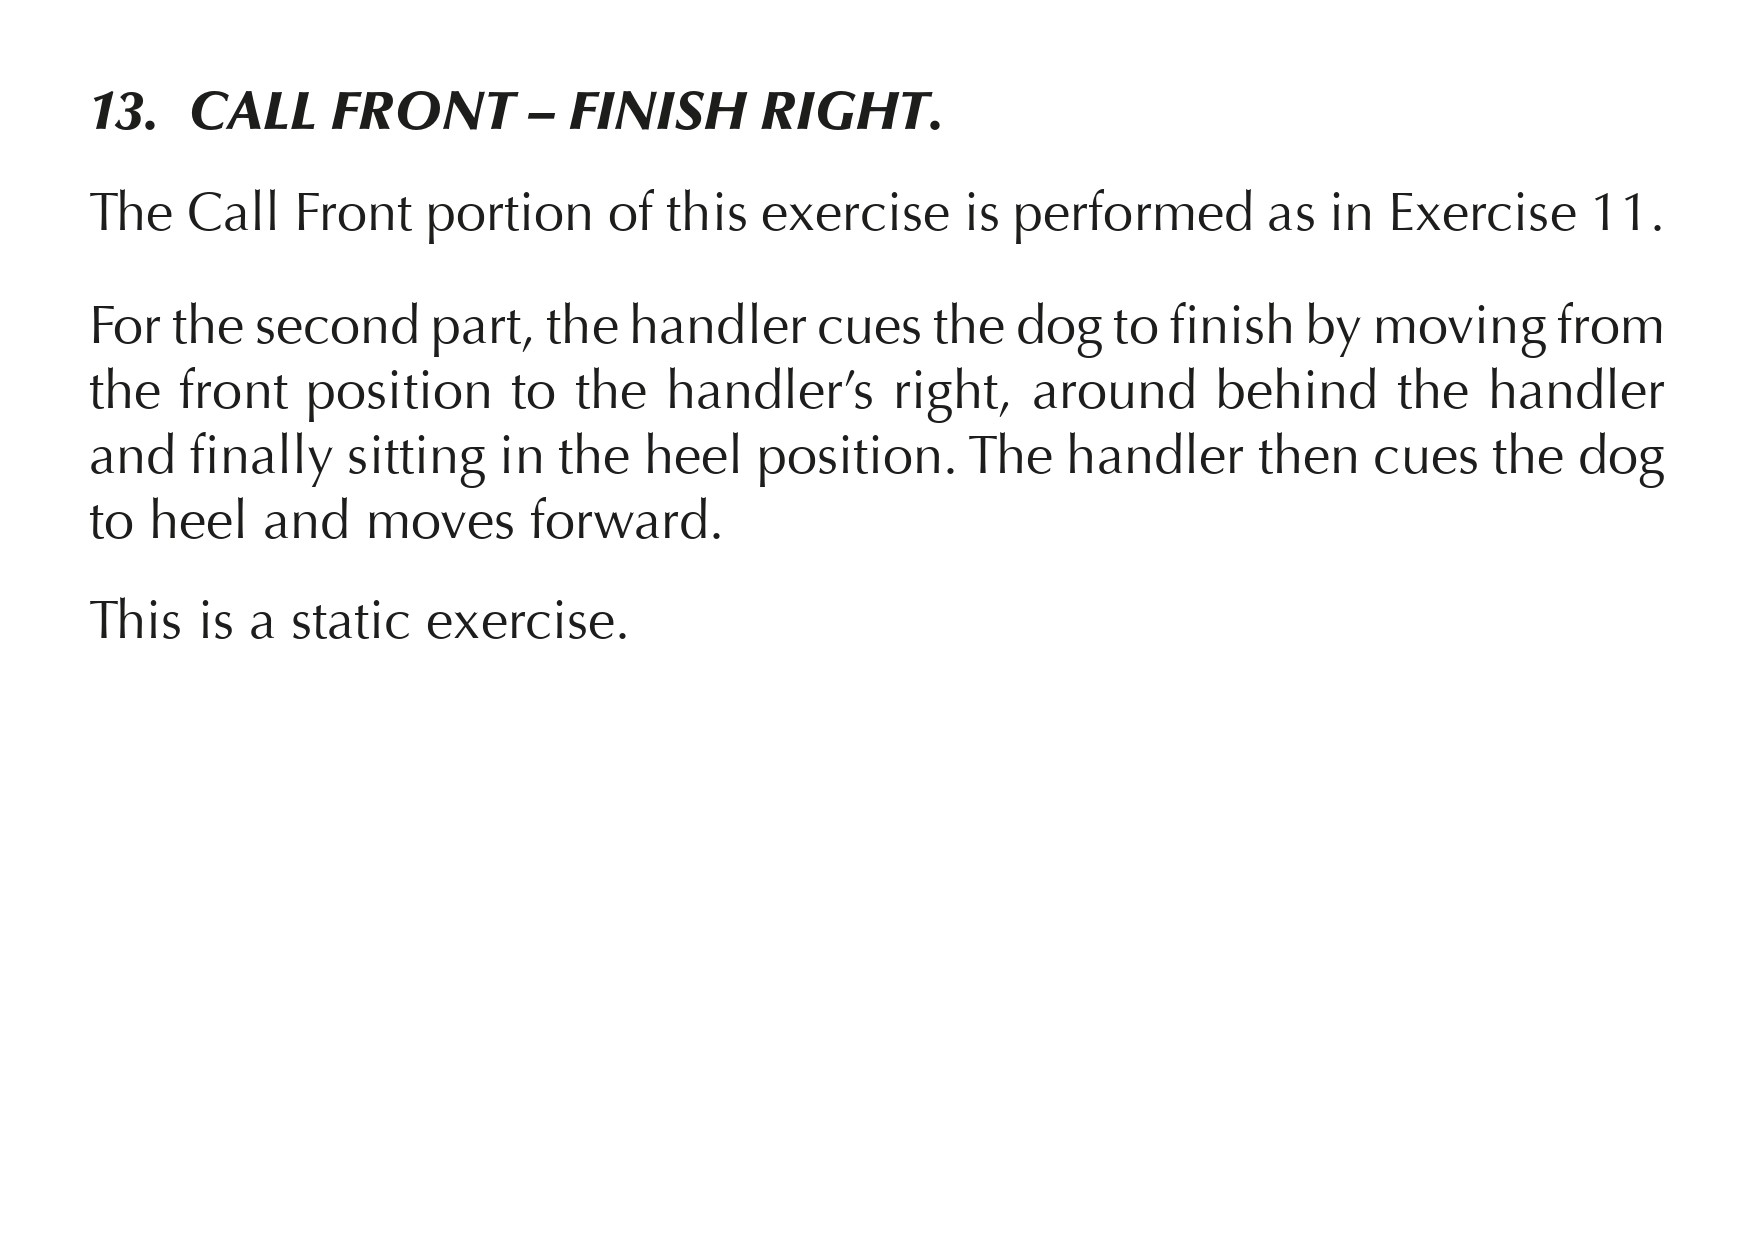 13. CALL FRONT – FINISH RIGHT.
The Call Front portion of this exercise is performed as in Exercise 11.
For the second part, the handler cues the dog to finish by moving from
the front position to the handler’s right, around behind the handler
and finally sitting in the heel position. The handler then cues the dog
to heel and moves forward.
This is a static exercise.